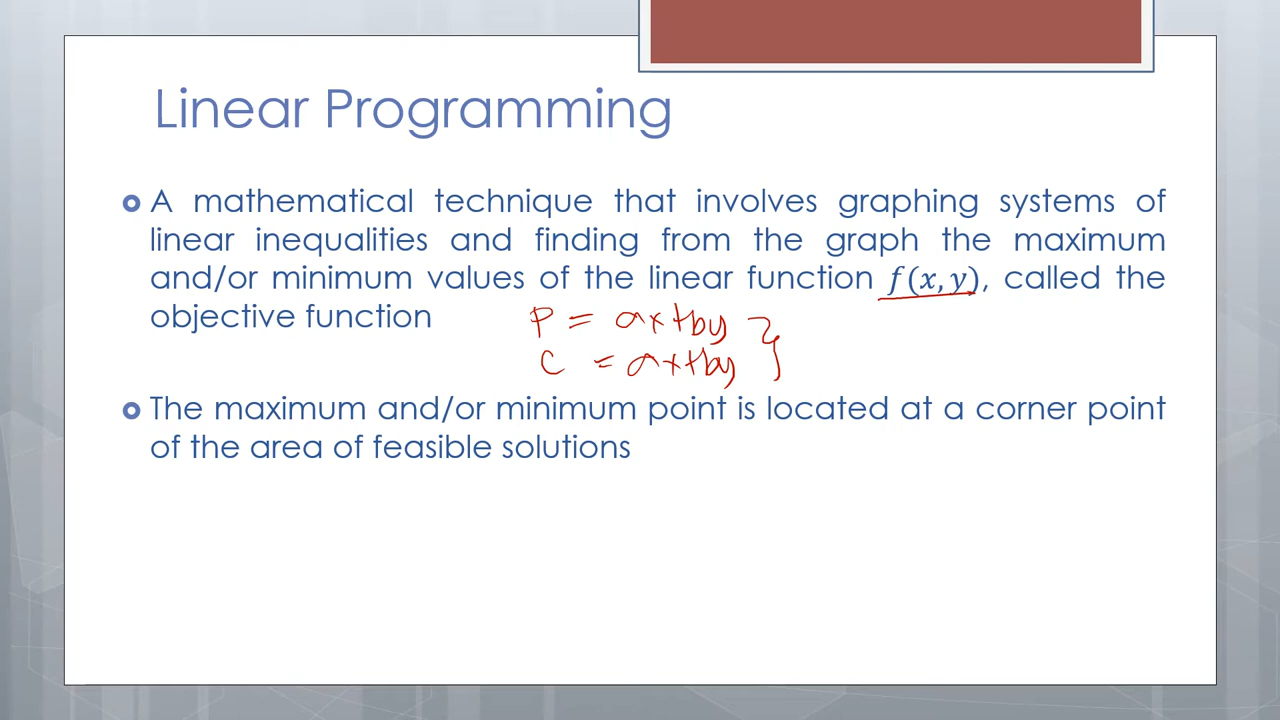 Linear Programming
A mathematical technique that involves graphing systems of
linear inequalities and finding from the graph the maximum
and/or minimum values of the linear function f(x, y), called the
objective function
P = ax+by
C = ax+by
The maximum and/or minimum point is located at a corner point
of the area of feasible solutions